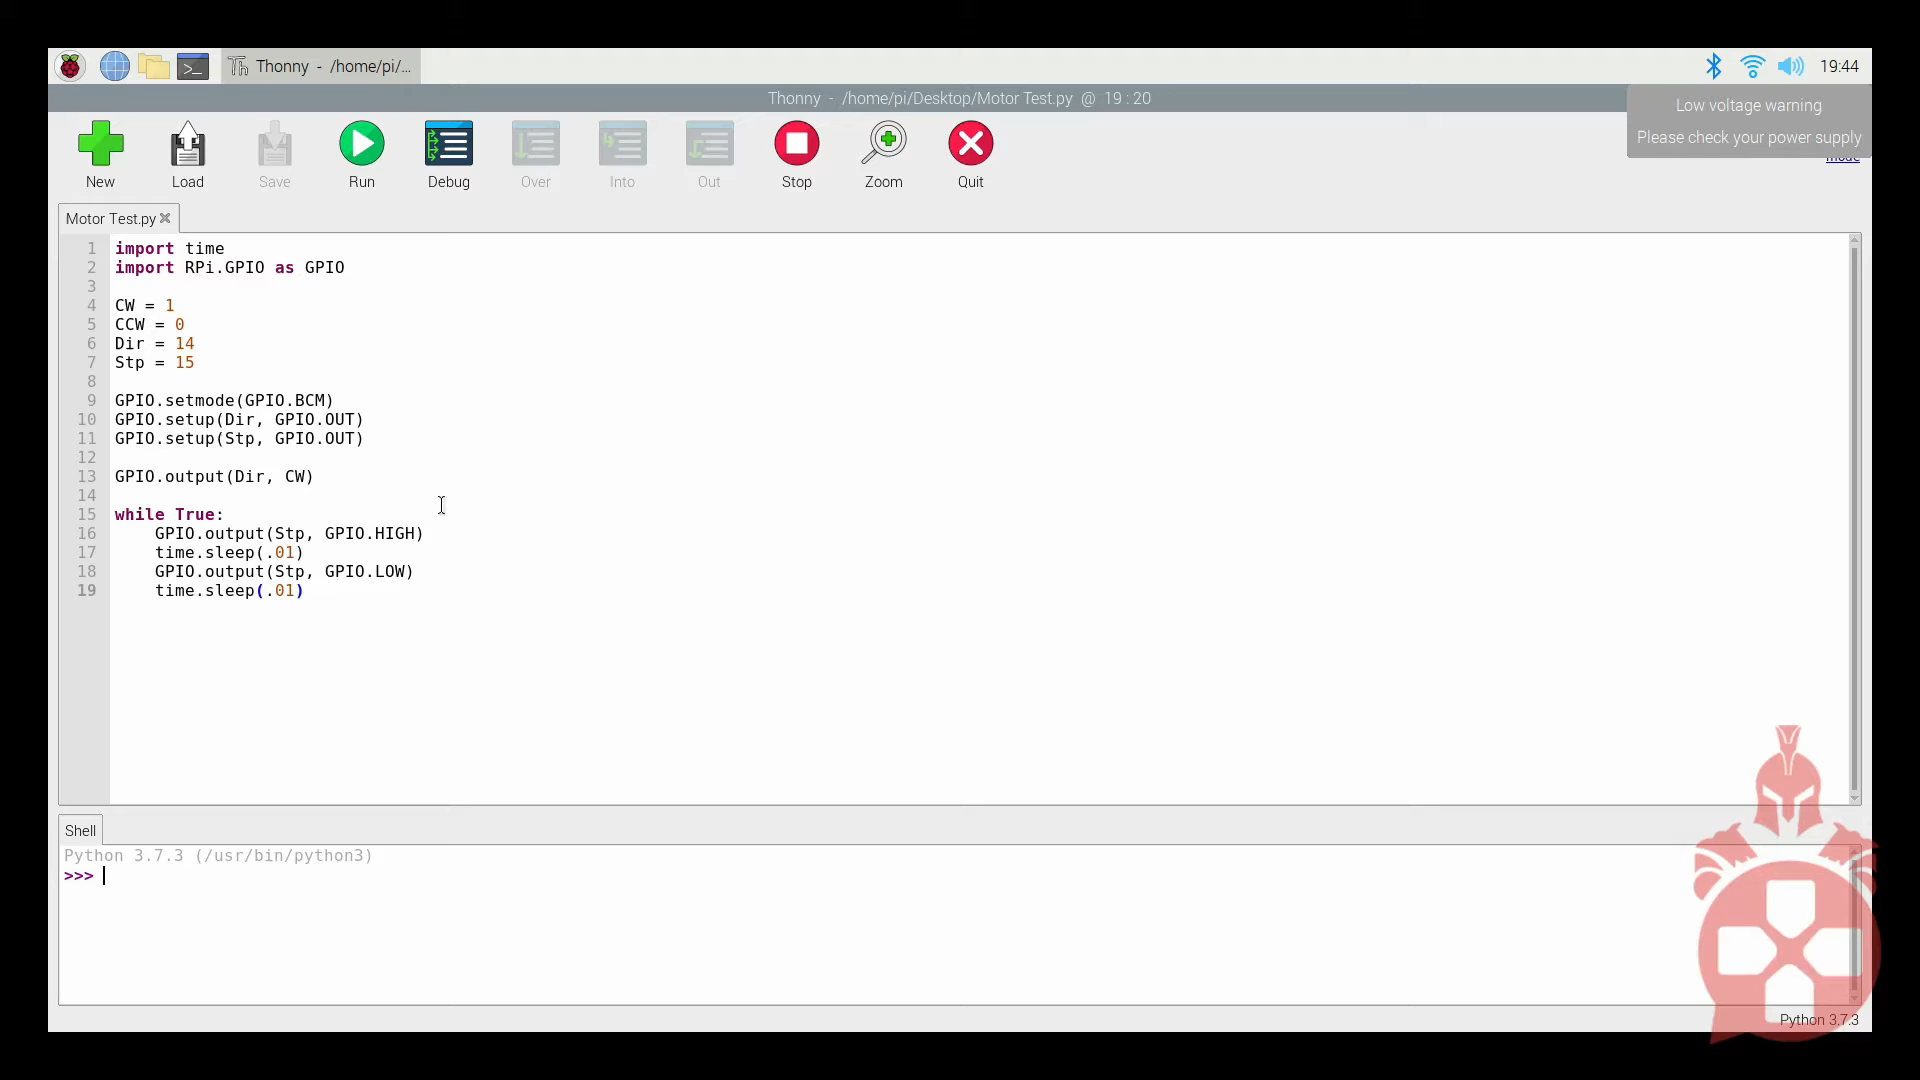 Thonny - /home/pi/...
19:44
Thonny - /home/pi/Desktop/Motor Test.py @ 19 : 20
Low voltage warning
Please check your power supply
mode
New Load Save Run Debug Over Into Out Stop Zoom Quit
Motor Test.py
1 import time
2 import RPi.GPIO as GPIO
3
4 CW = 1
5 CCW = 0
6 Dir = 14
7 Stp = 15
8
9 GPIO.setmode(GPIO.BCM)
10 GPIO.setup(Dir, GPIO.OUT)
11 GPIO.setup(Stp, GPIO.OUT)
12
13 GPIO.output(Dir, CW)
14
15 while True:
16 GPIO.output(Stp, GPIO.HIGH)
17 time.sleep(.01)
18 GPIO.output(Stp, GPIO.LOW)
19 time.sleep(.01)
Shell
Python 3.7.3 (/usr/bin/python3)
>>>
Python 3.7.3